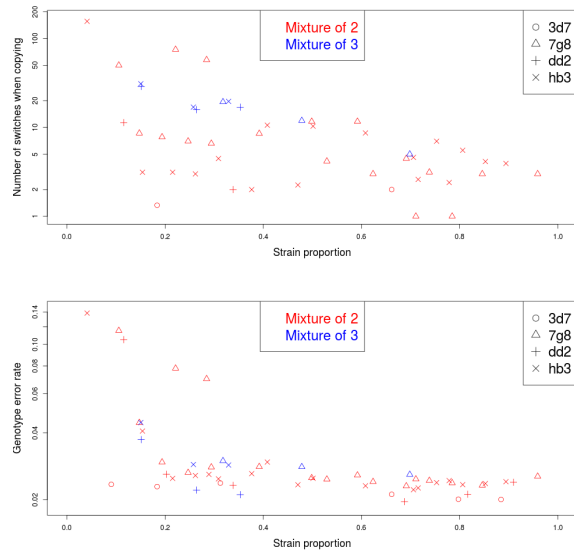 Number of switches when copying
200
100
50
20
10
5
2
1
Mixture of 2
Mixture of 3
3d7
7g8
dd2
hb3
0.0 0.2 0.4 0.6 0.8 1.0
Strain proportion
Genotype error rate
0.14
0.10
0.06
0.04
0.02
Mixture of 2
Mixture of 3
3d7
7g8
dd2
hb3
0.0 0.2 0.4 0.6 0.8 1.0
Strain proportion